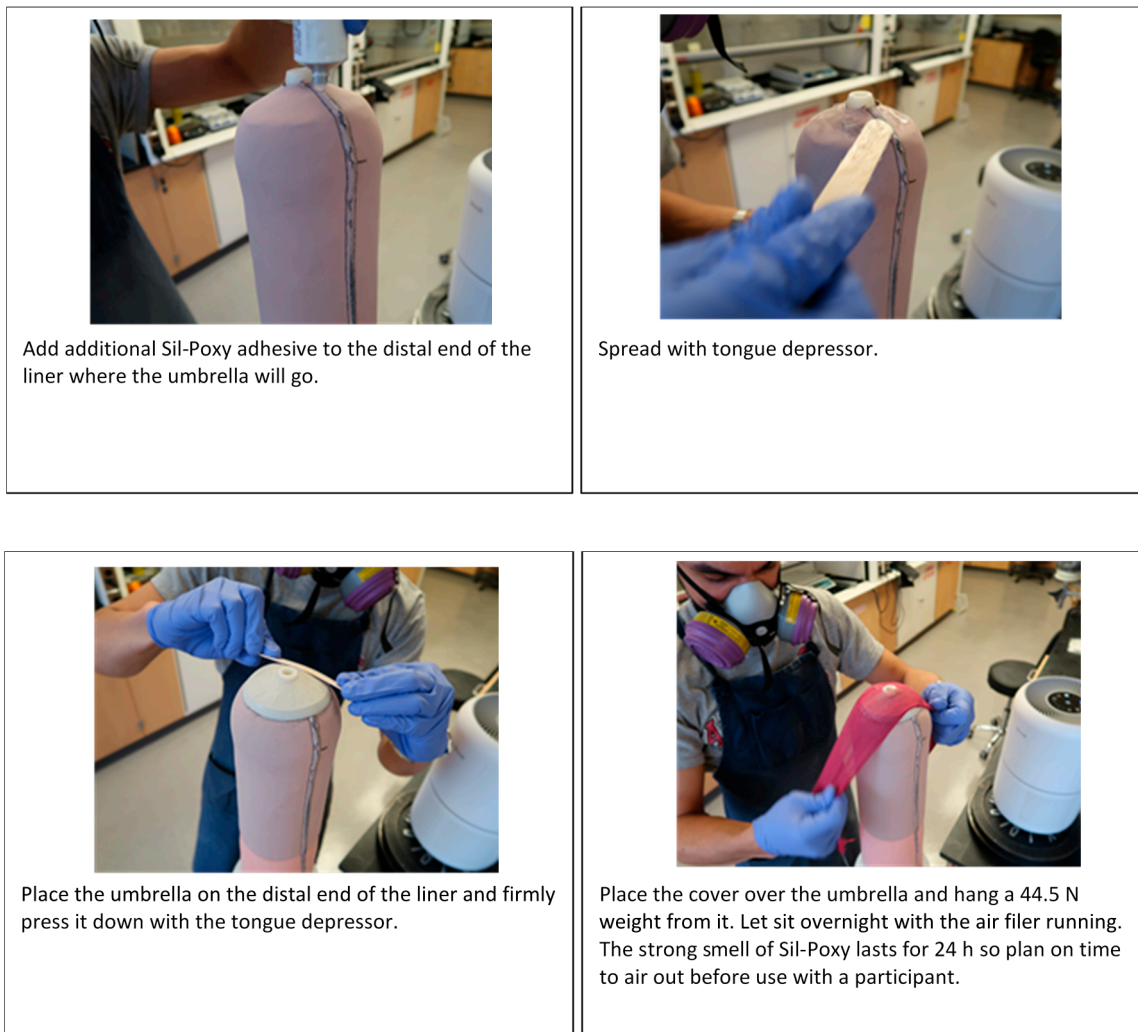 Add additional Sil-Poxy adhesive to the distal end of the
liner where the umbrella will go.
Spread with tongue depressor.
Place the umbrella on the distal end of the liner and firmly
press it down with the tongue depressor.
Place the cover over the umbrella and hang a 44.5 N
weight from it. Let sit overnight with the air filer running.
The strong smell of Sil-Poxy lasts for 24 h so plan on time
to air out before use with a participant.